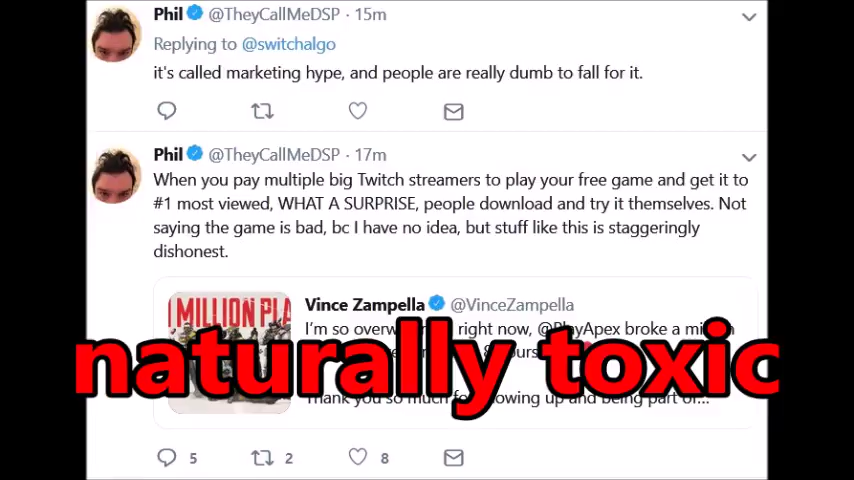 Phil @TheyCallMeDSP · 15m
Replying to @switchalgo
it's called marketing hype, and people are really dumb to fall for it.
Phil @TheyCallMeDSP · 17m
When you pay multiple big Twitch streamers to play your free game and get it to
#1 most viewed, WHAT A SURPRISE, people download and try it themselves. Not
saying the game is bad, bc I have no idea, but stuff like this is staggeringly
dishonest.
MILLION
Vince Zampella @VinceZampella
I'm so right now, @PlayApex broke a
naturally toxic
Thank you so much up and being part of...
5 2 8